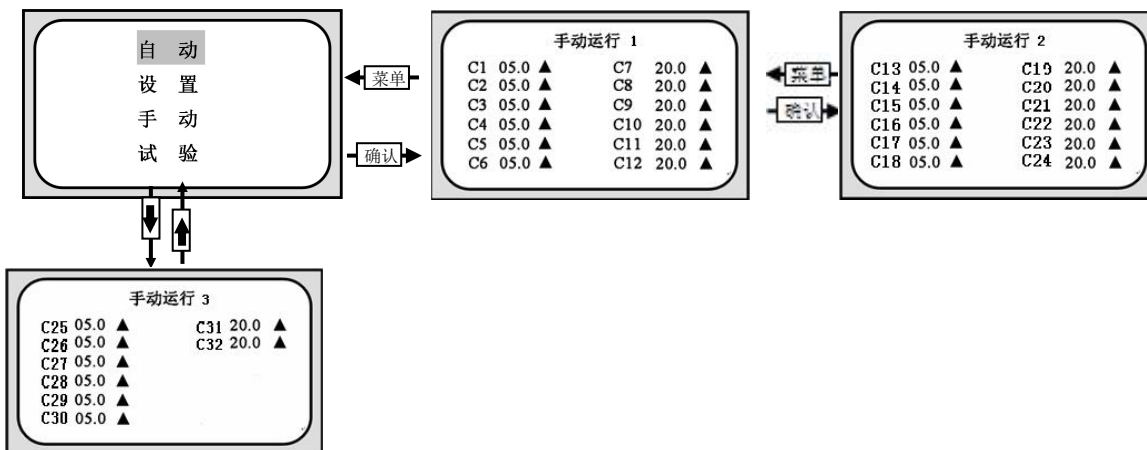 自 动
设 置
手 动
试 验
菜单
确认
手动运行 1
C1 05.0 ▲ C7 20.0 ▲
C2 05.0 ▲ C8 20.0 ▲
C3 05.0 ▲ C9 20.0 ▲
C4 05.0 ▲ C10 20.0 ▲
C5 05.0 ▲ C11 20.0 ▲
C6 05.0 ▲ C12 20.0 ▲
菜单
确认
手动运行 2
C13 05.0 ▲ C19 20.0 ▲
C14 05.0 ▲ C20 20.0 ▲
C15 05.0 ▲ C21 20.0 ▲
C16 05.0 ▲ C22 20.0 ▲
C17 05.0 ▲ C23 20.0 ▲
C18 05.0 ▲ C24 20.0 ▲
手动运行 3
C25 05.0 ▲ C31 20.0 ▲
C26 05.0 ▲ C32 20.0 ▲
C27 05.0 ▲
C28 05.0 ▲
C29 05.0 ▲
C30 05.0 ▲